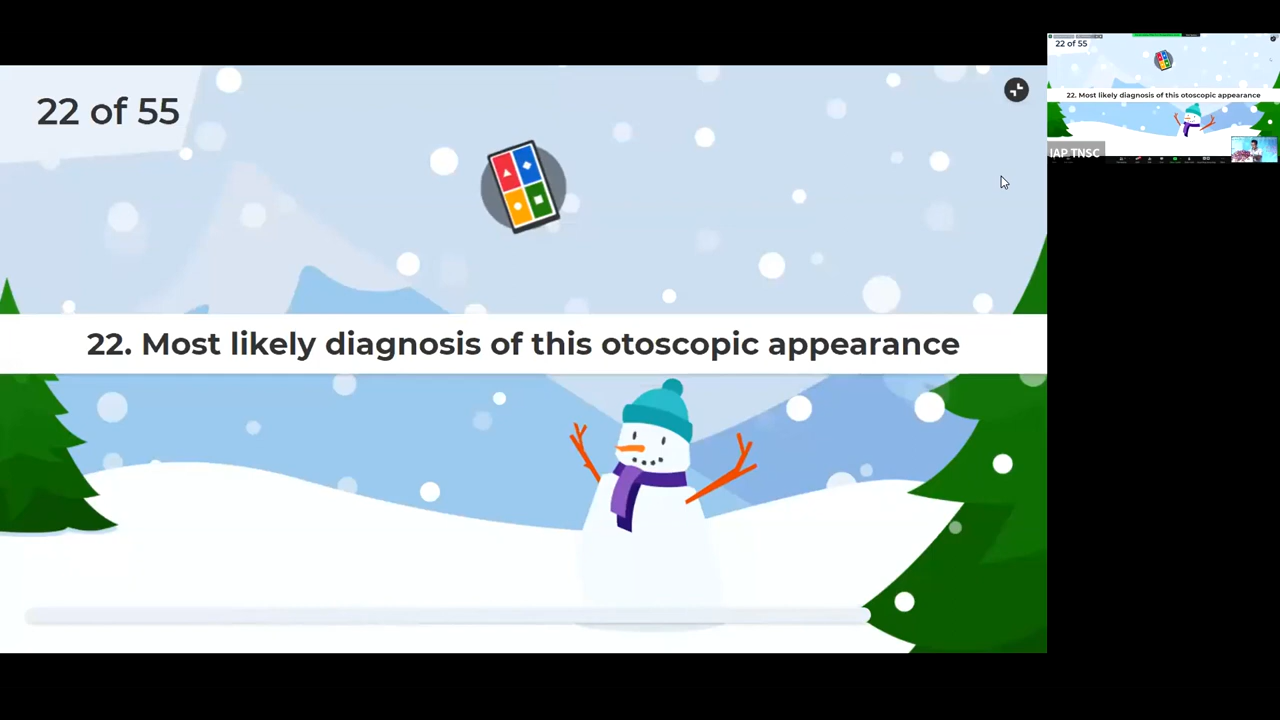 22 of 55
22. Most likely diagnosis of this otoscopic appearance
22 of 55
22. Most likely diagnosis of this otoscopic appearance
IAP TNSC